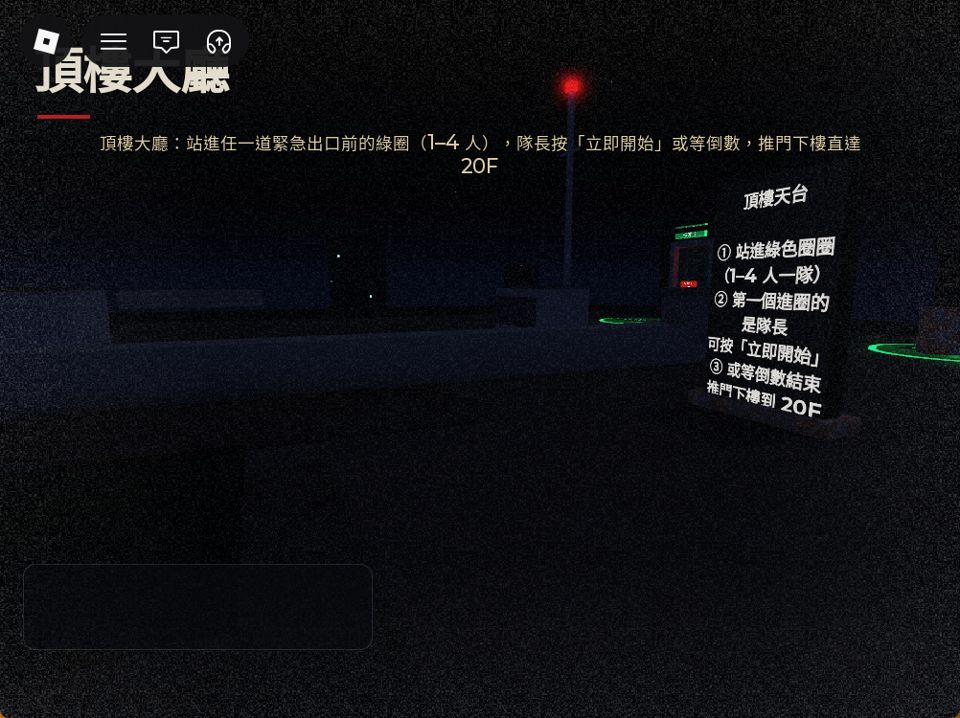 頂樓大廳
頂樓大廳：站進任一道緊急出口前的綠圈（1–4 人），隊長按「立即開始」或等倒數，推門下樓直達
20F
頂樓天台
① 站進綠色圈圈
（1–4 人一隊）
② 第一個進圈的
是隊長
可按「立即開始」
③ 或等倒數結束
推門下樓到 20F